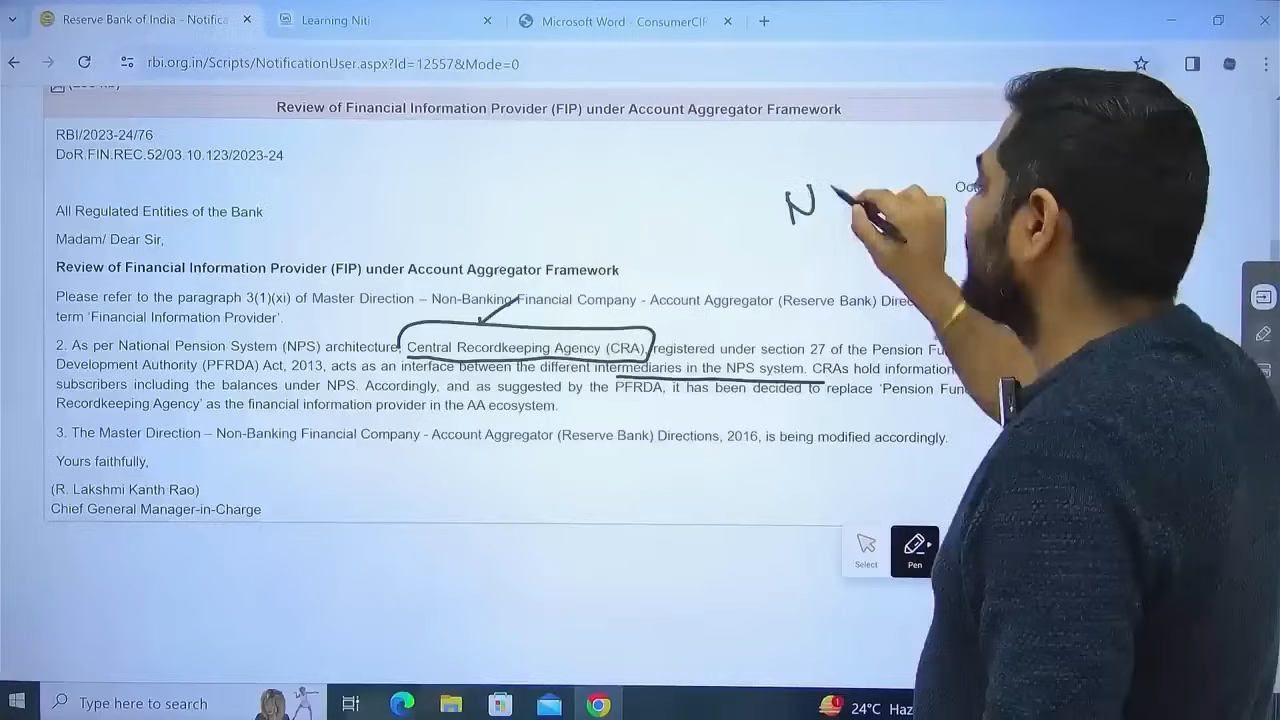 Reserve Bank of India - Notifica
Learning Niti
Microsoft Word - ConsumerCIF
rbi.org.in/Scripts/NotificationUser.aspx?Id=12557&Mode=0
Review of Financial Information Provider (FIP) under Account Aggregator Framework
RBI/2023-24/76
DoR.FIN.REC.52/03.10.123/2023-24
N
All Regulated Entities of the Bank
Madam/ Dear Sir,
Review of Financial Information Provider (FIP) under Account Aggregator Framework
Please refer to the paragraph 3(1)(xi) of Master Direction – Non-Banking Financial Company - Account Aggregator (Reserve Bank)
term 'Financial Information Provider'.
2. As per National Pension System (NPS) architecture, Central Recordkeeping Agency (CRA), registered under section 27 of the Pension
Development Authority (PFRDA) Act, 2013, acts as an interface between the different intermediaries in the NPS system. CRAs hold information
subscribers including the balances under NPS. Accordingly, and as suggested by the PFRDA, it has been decided to replace 'Pension
Recordkeeping Agency' as the financial information provider in the AA ecosystem.
3. The Master Direction – Non-Banking Financial Company - Account Aggregator (Reserve Bank) Directions, 2016, is being modified accordingly.
Yours faithfully,
(R. Lakshmi Kanth Rao)
Chief General Manager-in-Charge
Select
Pen
Type here to search
1
24°C Haz